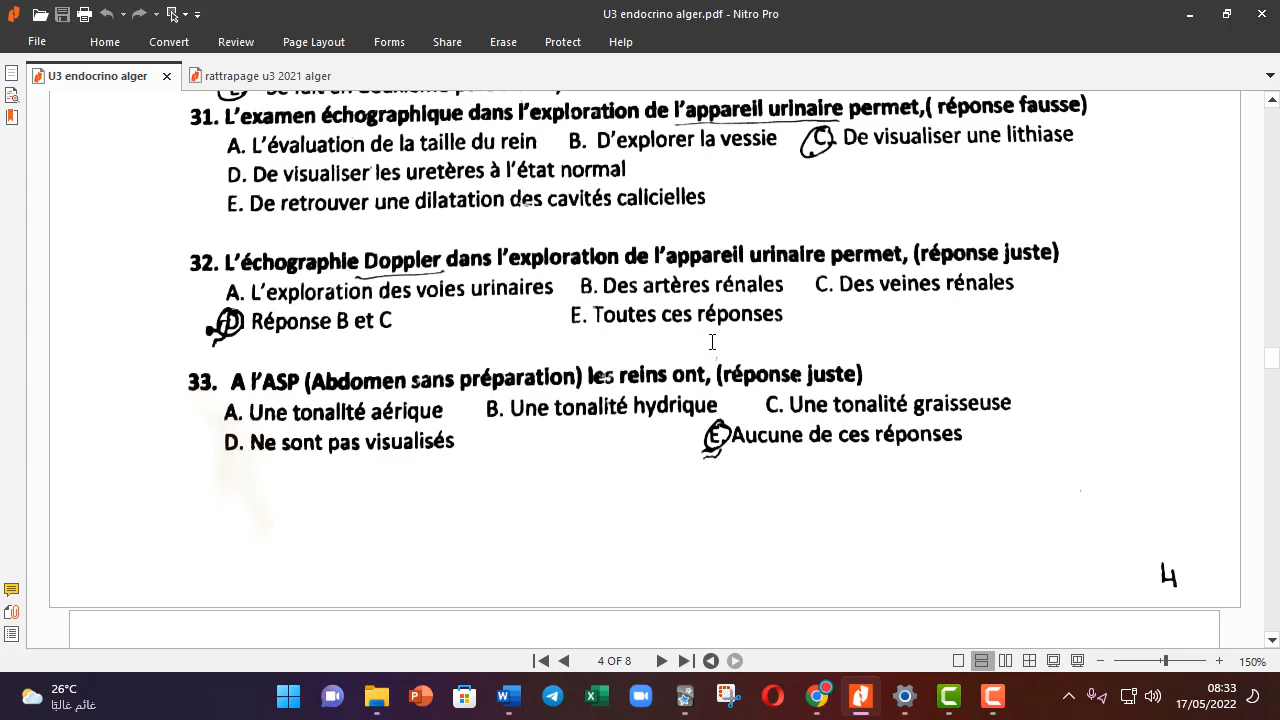 U3 endocrino alger.pdf - Nitro Pro
File Home Convert Review Page Layout Forms Share Erase Protect Help
U3 endocrino alger × rattrapage u3 2021 alger
31. L'examen échographique dans l'exploration de l'appareil urinaire permet,( réponse fausse)
A. L'évaluation de la taille du rein B. D'explorer la vessie C. De visualiser une lithiase
D. De visualiser les uretères à l'état normal
E. De retrouver une dilatation des cavités calicielles
32. L'échographie Doppler dans l'exploration de l'appareil urinaire permet, (réponse juste)
A. L'exploration des voies urinaires B. Des artères rénales C. Des veines rénales
D. Réponse B et C E. Toutes ces réponses
33. A l'ASP (Abdomen sans préparation) les reins ont, (réponse juste)
A. Une tonalité aérique B. Une tonalité hydrique C. Une tonalité graisseuse
D. Ne sont pas visualisés E. Aucune de ces réponses
4
4 OF 8
150%
26°C
غائم غالبًا
08:33
17/05/2022